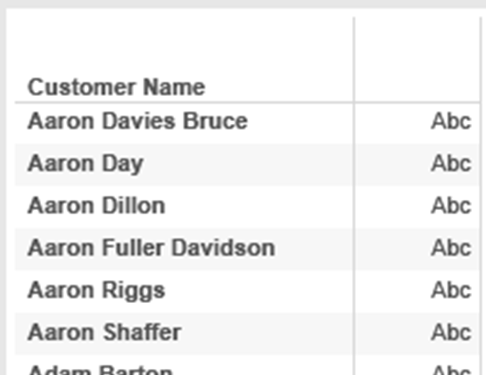 Customer Name
Aaron Davies Bruce Abc
Aaron Day Abc
Aaron Dillon Abc
Aaron Fuller Davidson Abc
Aaron Riggs Abc
Aaron Shaffer Abc
Adam Barton Abc